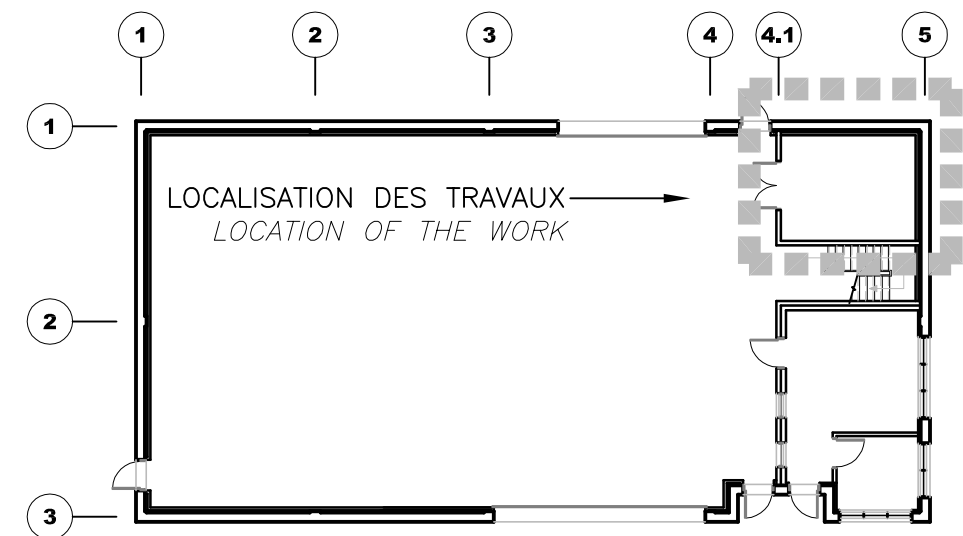 1 2 3 4 4.1 5
1
LOCALISATION DES TRAVAUX
LOCATION OF THE WORK
2
3